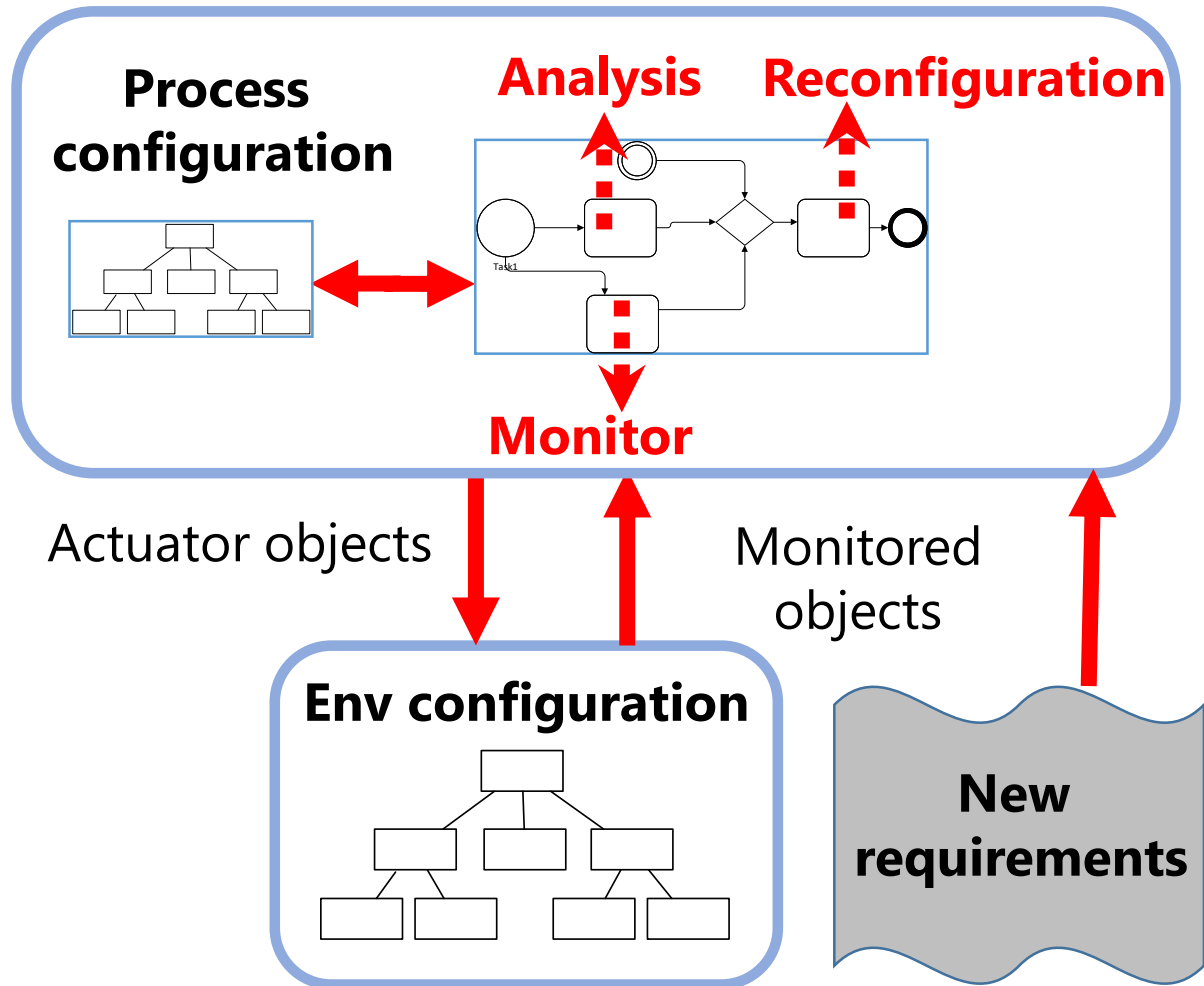 Process
configuration
Analysis
Reconfiguration
Task1
Monitor
Actuator objects
Monitored
objects
Env configuration
New
requirements